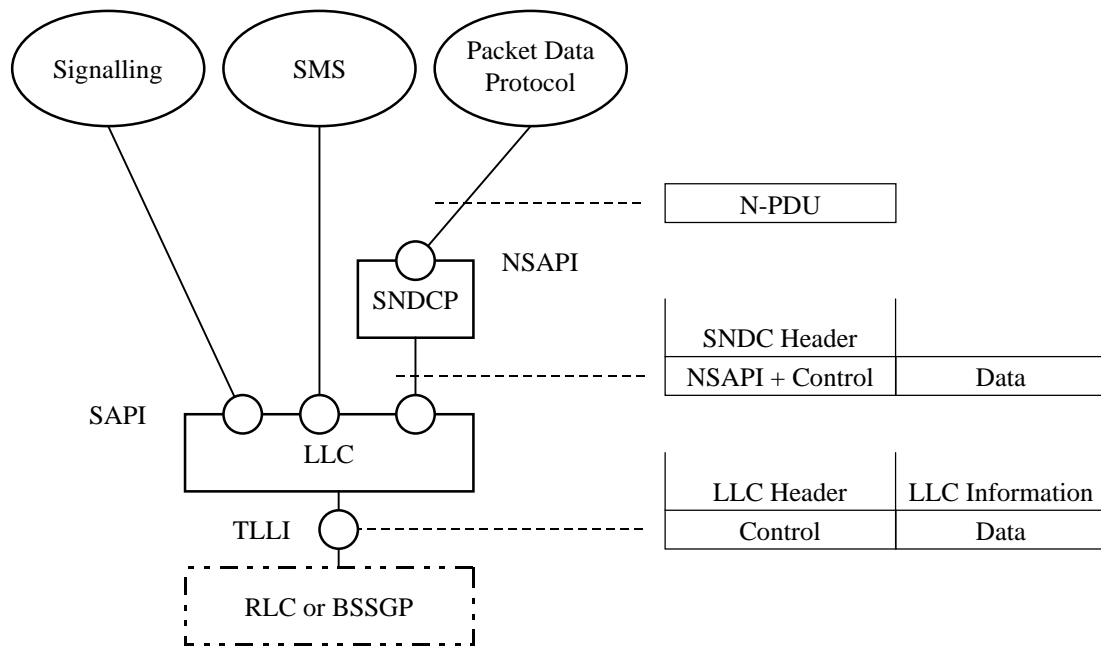 Signalling
SMS
Packet Data
Protocol
N-PDU
NSAPI
SNDCP
SNDC Header
NSAPI + Control
Data
SAPI
LLC
LLC Header
LLC Information
TLLI
Control
Data
RLC or BSSGP